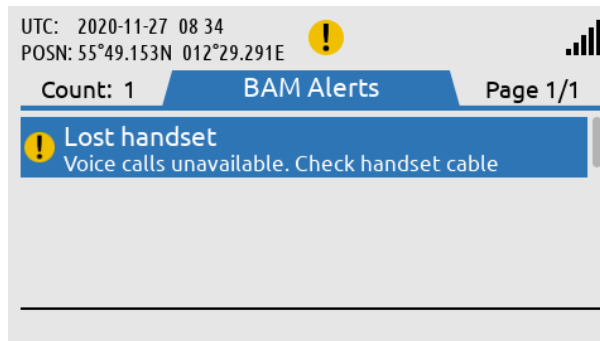 UTC: 2020-11-27 08 34
POSN: 55°49.153N 012°29.291E
Count: 1 BAM Alerts Page 1/1
Lost handset
Voice calls unavailable. Check handset cable